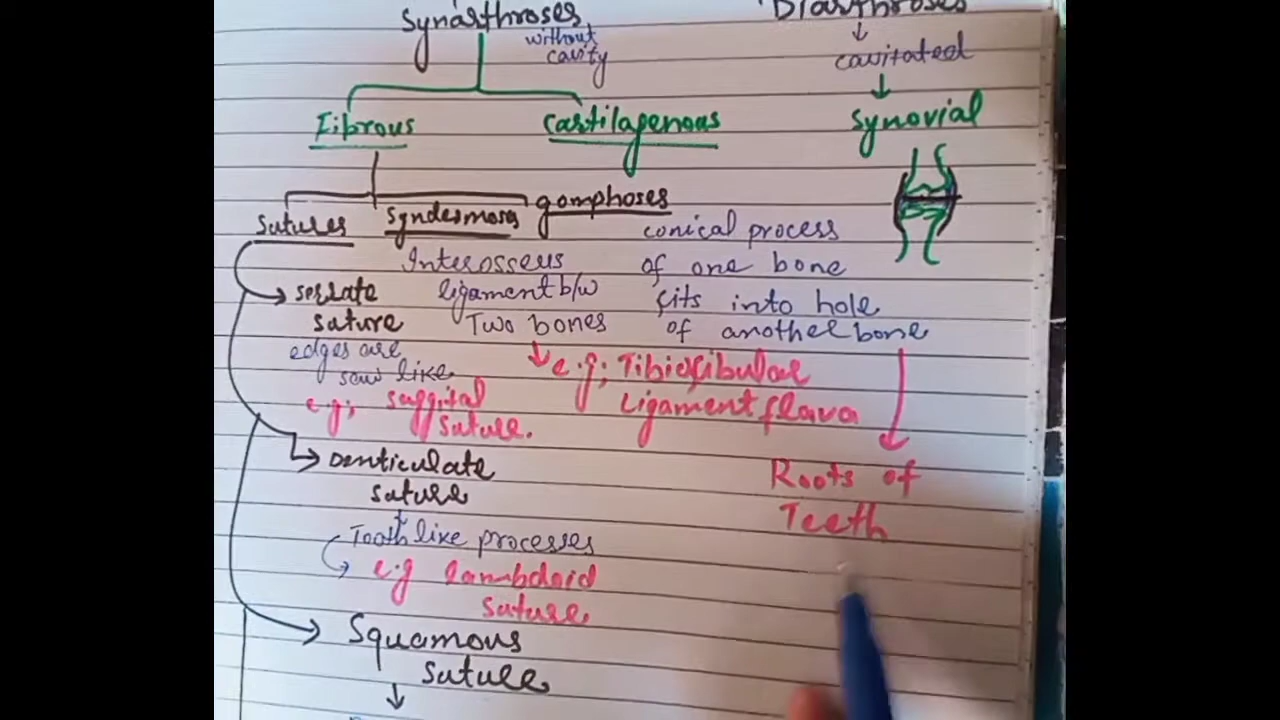 Synarthroses
without
cavity
Diarthroses
cavitated
Fibrous
Cartilagenous
Synovial
Sutures
Syndesmoses
gomphoses
Interosseus
ligament b/w
Two bones
conical process
of one bone
fits into hole
of another bone
serrate
suture
edges are
saw like
e.g; saggital
suture.
e.g; Tibiofibular
Ligament flava
Roots of
Teeth
Denticulate
suture
Tooth like processes
e.g lambdoid
suture.
Squamous
suture